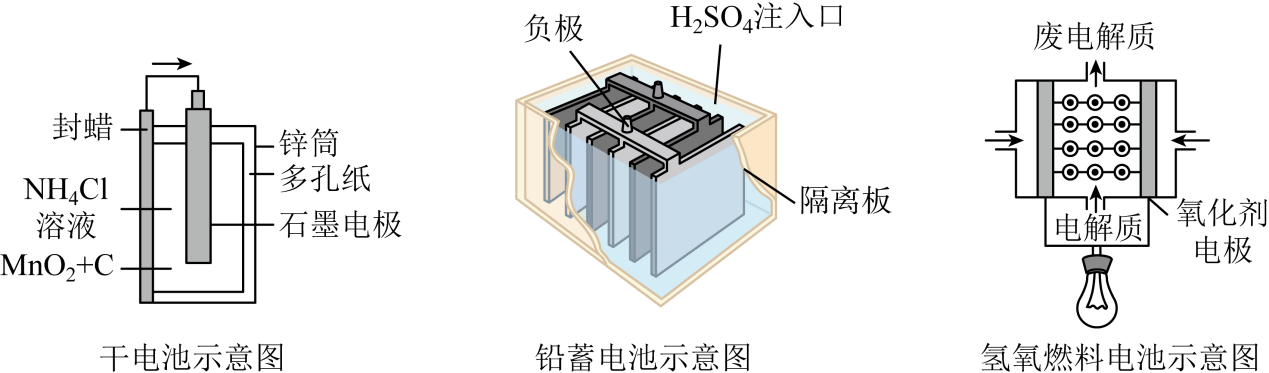 封蜡
NH₄Cl
溶液
MnO₂+C
锌筒
多孔纸
石墨电极
干电池示意图
负极
H₂SO₄注入口
隔离板
铅蓄电池示意图
废电解质
电解质
氧化剂
电极
氢氧燃料电池示意图